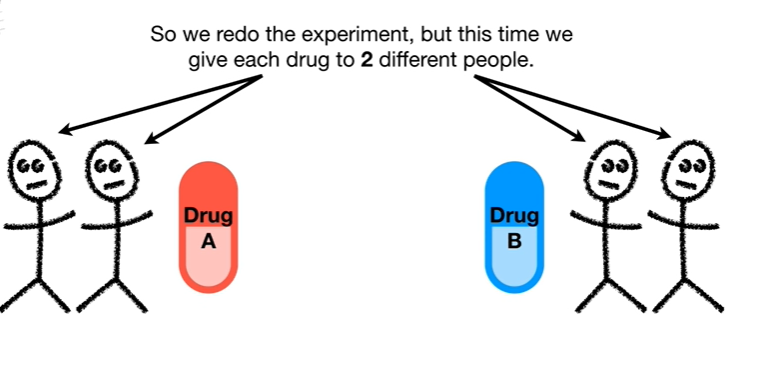 So we redo the experiment, but this time we
give each drug to 2 different people.
Drug
A
Drug
B